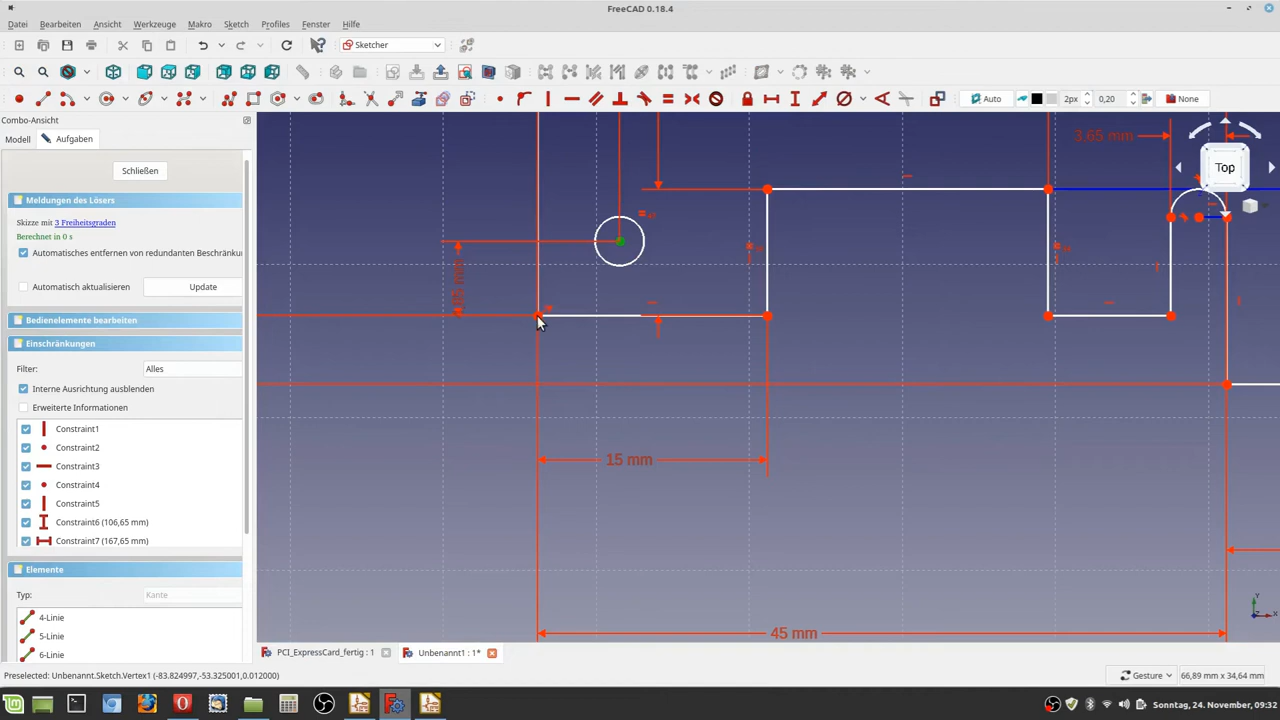 FreeCAD 0.18.4
Datei Bearbeiten Ansicht Werkzeuge Makro Sketch Profiles Fenster Hilfe
Sketcher
Auto 2px 0,20 None
Combo-Ansicht
Modell Aufgaben
Schließen
Meldungen des Lösers
Skizze mit 3 Freiheitsgraden
Berechnet in 0 s
Automatisches entfernen von redundanten Beschränku
Automatisch aktualisieren Update
Bedienelemente bearbeiten
Einschränkungen
Filter: Alles
Interne Ausrichtung ausblenden
Erweiterte Informationen
Constraint1
Constraint2
Constraint3
Constraint4
Constraint5
Constraint6 (106,65 mm)
Constraint7 (167,65 mm)
Elemente
Typ: Kante
4-Linie
5-Linie
6-Linie
3,65 mm
Top
15 mm
45 mm
Y
X
PCI_ExpressCard_fertig : 1 Unbenannt1 : 1*
Preselected: Unbenannt.Sketch.Vertex1 (-83.824997,-53.325001,0.012000) Gesture 66,89 mm x 34,64 mm
Sonntag, 24. November, 09:32